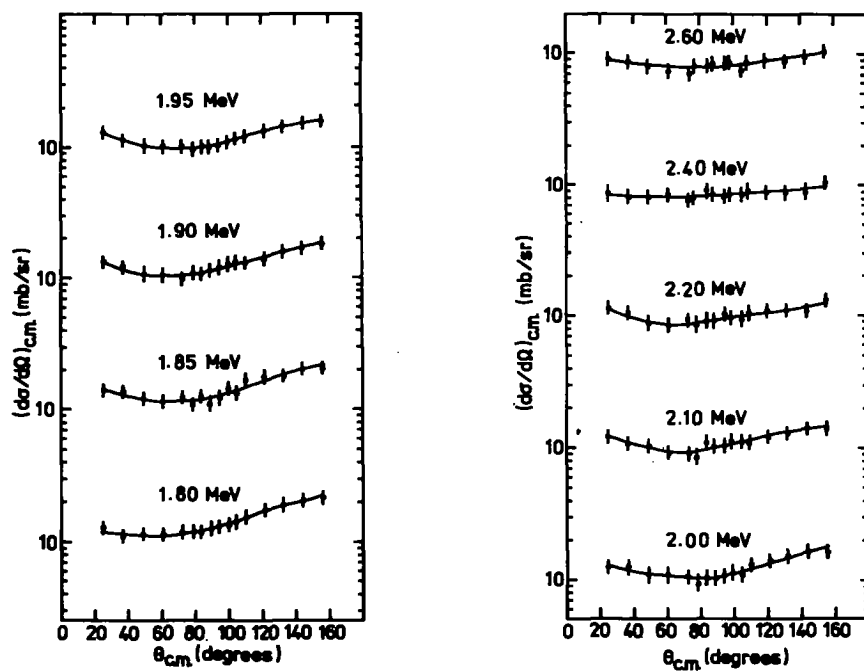 1.95 MeV
10
1.90 MeV
10
1.85 MeV
10
1.80 MeV
10
(dσ/dΩ)c.m. (mb/sr)
0 20 40 60 80 100 120 140 160
θc.m. (degrees)
2.60 MeV
10
2.40 MeV
10
2.20 MeV
10
2.10 MeV
10
2.00 MeV
10
(dσ/dΩ)c.m. (mb/sr)
0 20 40 60 80 100 120 140 160
θc.m. (degrees)